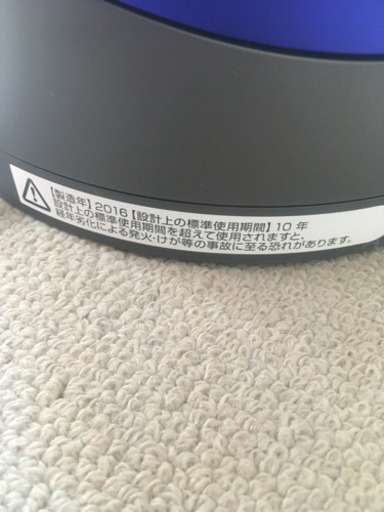 【製造年】2016【設計上の標準使用期間】10年
設計上の標準使用期間を超えて使用されますと、
経年劣化による発火・けが等の事故に至る恐れがあります。